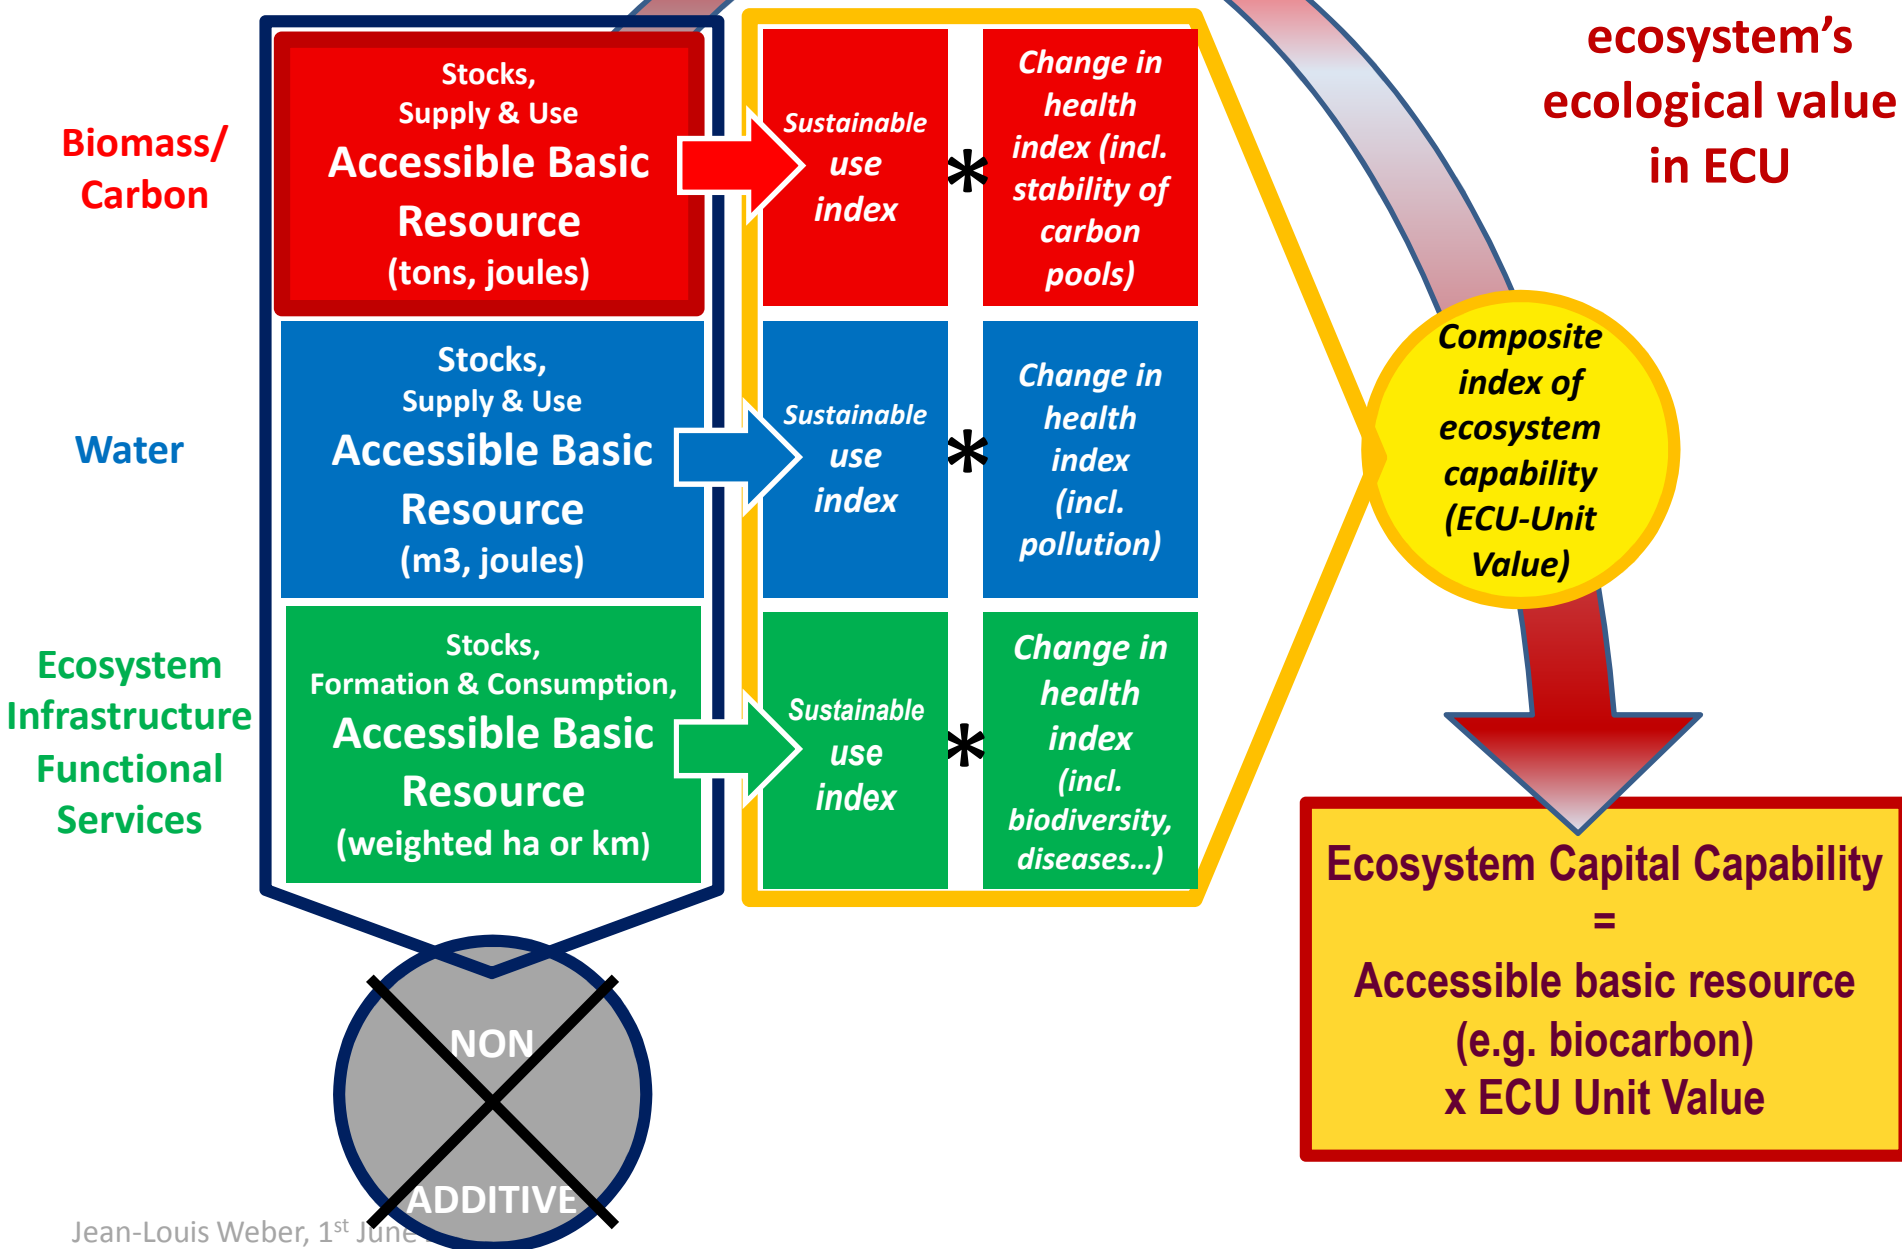 ecosystem's
ecological value
in ECU
Biomass/
Carbon
Stocks,
Supply & Use
Accessible Basic
Resource
(tons, joules)
Sustainable
use
index
*
Change in
health
index (incl.
stability of
carbon
pools)
Water
Stocks,
Supply & Use
Accessible Basic
Resource
(m3, joules)
Sustainable
use
index
*
Change in
health
index
(incl.
pollution)
Ecosystem
Infrastructure
Functional
Services
Stocks,
Formation & Consumption,
Accessible Basic
Resource
(weighted ha or km)
Sustainable
use
index
*
Change in
health
index
(incl.
biodiversity,
diseases…)
Composite
index of
ecosystem
capability
(ECU-Unit
Value)
Ecosystem Capital Capability
=
Accessible basic resource
(e.g. biocarbon)
x ECU Unit Value
NON
ADDITIVE
Jean-Louis Weber, 1st June